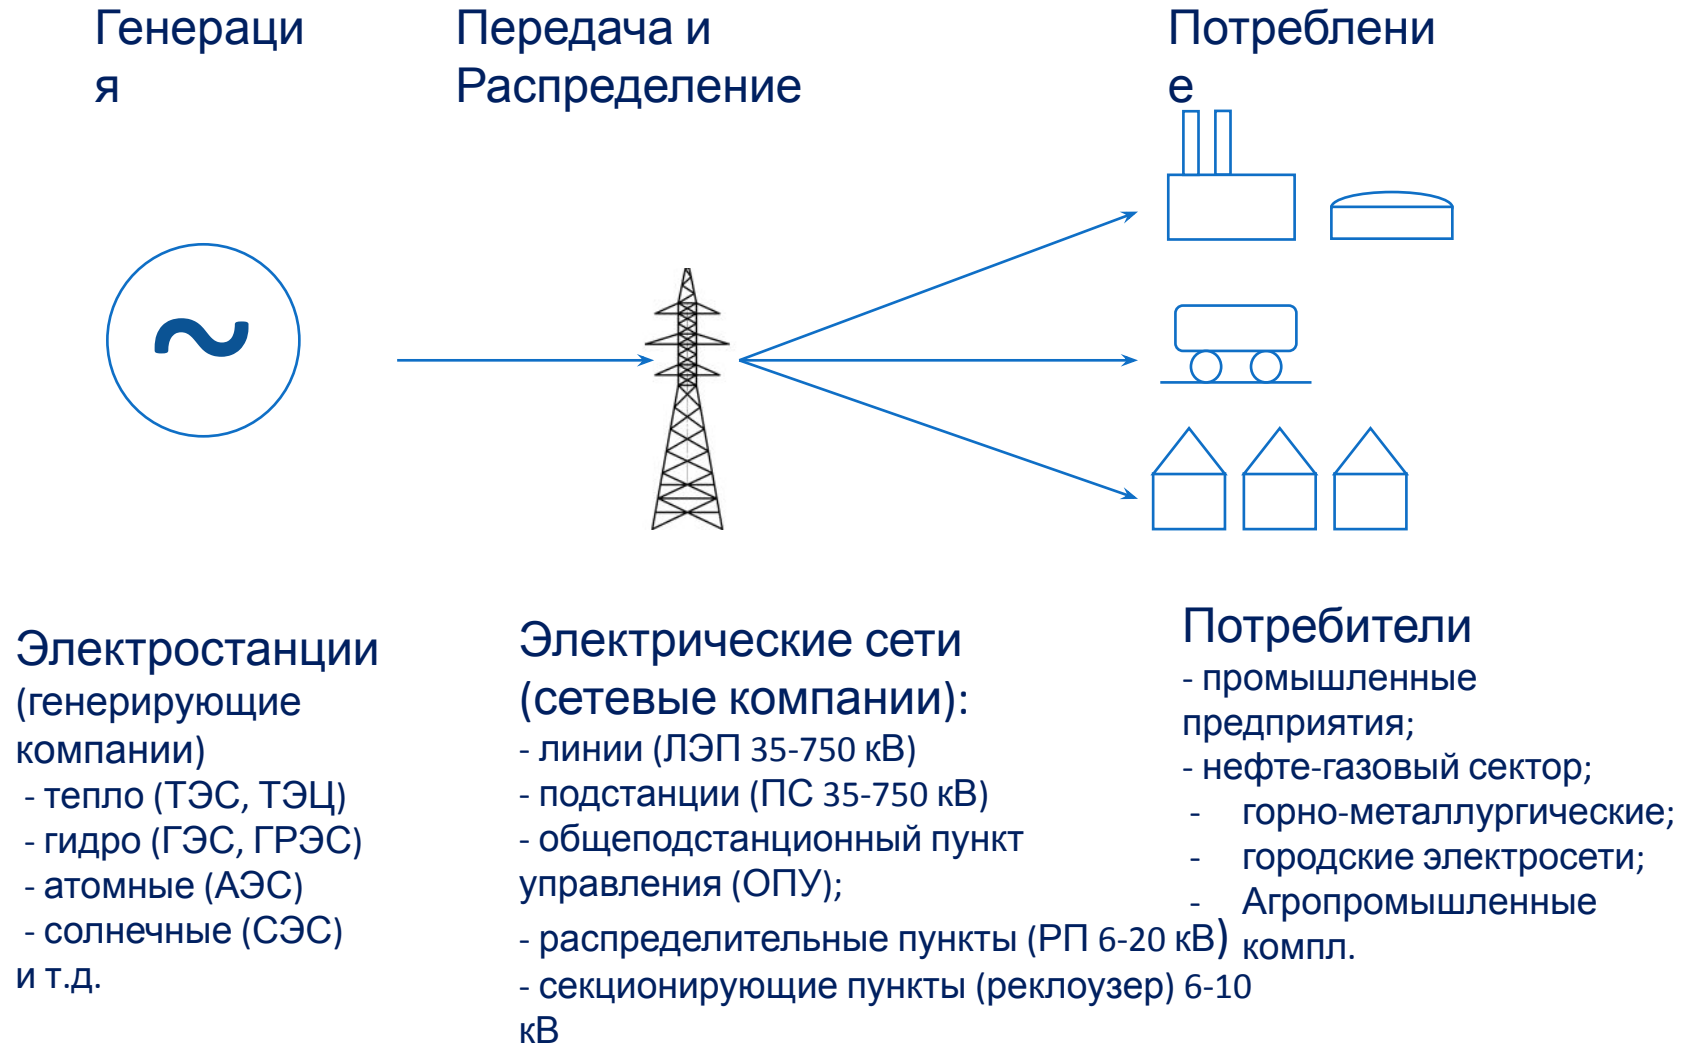 Генераци
я
Передача и
Распределение
Потреблени
е
Электростанции
(генерирующие
компании)
- тепло (ТЭС, ТЭЦ)
- гидро (ГЭС, ГРЭС)
- атомные (АЭС)
- солнечные (СЭС)
и т.д.
Электрические сети
(сетевые компании):
- линии (ЛЭП 35-750 кВ)
- подстанции (ПС 35-750 кВ)
- общеподстанционный пункт
управления (ОПУ);
- распределительные пункты (РП 6-20 кВ)
- секционирующие пункты (реклоузер) 6-10
кВ
Потребители
- промышленные
предприятия;
- нефте-газовый сектор;
- горно-металлургические;
- городские электросети;
- Агропромышленные
компл.